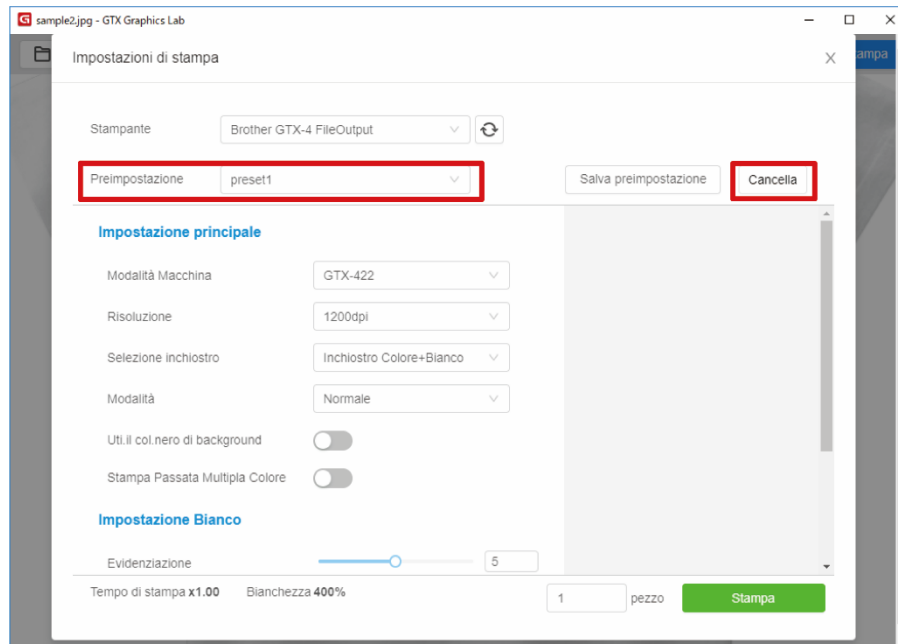 sample2.jpg - GTX Graphics Lab
Impostazioni di stampa
ampa
Stampante Brother GTX-4 FileOutput
Preimpostazione preset1 Salva preimpostazione Cancella
Impostazione principale
Modalità Macchina GTX-422
Risoluzione 1200dpi
Selezione inchiostro Inchiostro Colore+Bianco
Modalità Normale
Uti.il col.nero di background
Stampa Passata Multipla Colore
Impostazione Bianco
Evidenziazione 5
Tempo di stampa x1.00 Bianchezza 400% 1 pezzo Stampa